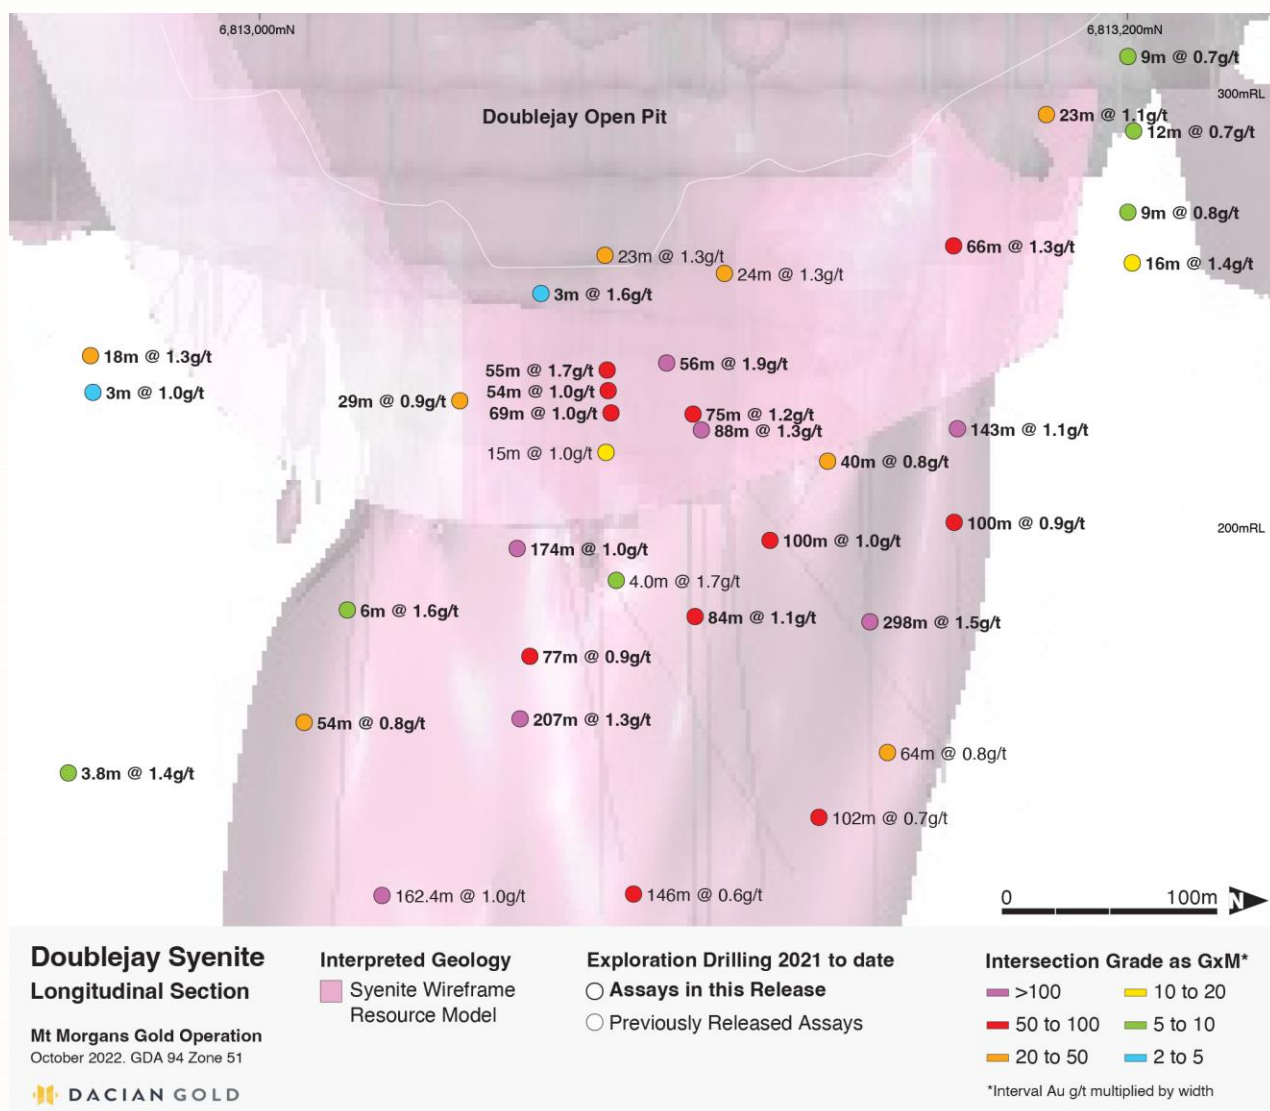 6,813,000mN
6,813,200mN
9m @ 0.7g/t
300mRL
Doublejay Open Pit
23m @ 1.1g/t
12m @ 0.7g/t
9m @ 0.8g/t
66m @ 1.3g/t
23m @ 1.3g/t
16m @ 1.4g/t
24m @ 1.3g/t
3m @ 1.6g/t
18m @ 1.3g/t
56m @ 1.9g/t
55m @ 1.7g/t
3m @ 1.0g/t
54m @ 1.0g/t
29m @ 0.9g/t
69m @ 1.0g/t
75m @ 1.2g/t
88m @ 1.3g/t
143m @ 1.1g/t
15m @ 1.0g/t
40m @ 0.8g/t
100m @ 0.9g/t
200mRL
100m @ 1.0g/t
174m @ 1.0g/t
4.0m @ 1.7g/t
6m @ 1.6g/t
84m @ 1.1g/t
298m @ 1.5g/t
77m @ 0.9g/t
54m @ 0.8g/t
207m @ 1.3g/t
64m @ 0.8g/t
3.8m @ 1.4g/t
102m @ 0.7g/t
162.4m @ 1.0g/t
146m @ 0.6g/t
0 100m N
Doublejay Syenite
Longitudinal Section
Mt Morgans Gold Operation
October 2022. GDA 94 Zone 51
DACIAN GOLD
Interpreted Geology
Syenite Wireframe
Resource Model
Exploration Drilling 2021 to date
Assays in this Release
Previously Released Assays
Intersection Grade as GxM*
>100
10 to 20
50 to 100
5 to 10
20 to 50
2 to 5
*Interval Au g/t multiplied by width